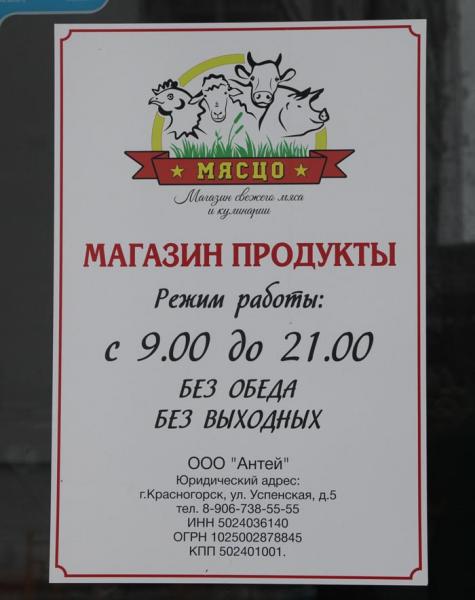 МЯСЦО
Магазин свежего мяса
и кулинарии
МАГАЗИН ПРОДУКТЫ
Режим работы:
с 9.00 до 21.00
БЕЗ ОБЕДА
БЕЗ ВЫХОДНЫХ
ООО "Антей"
Юридический адрес:
г.Красногорск, ул. Успенская, д.5
тел. 8-906-738-55-55
ИНН 5024036140
ОГРН 1025002878845
КПП 502401001.